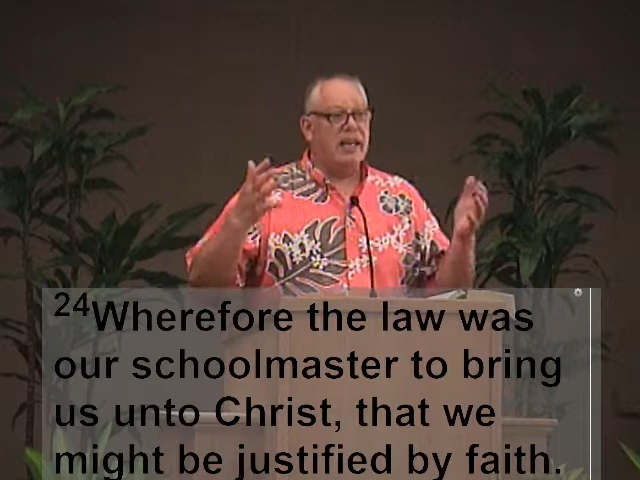 24Wherefore the law was
our schoolmaster to bring
us unto Christ, that we
might be justified by faith.